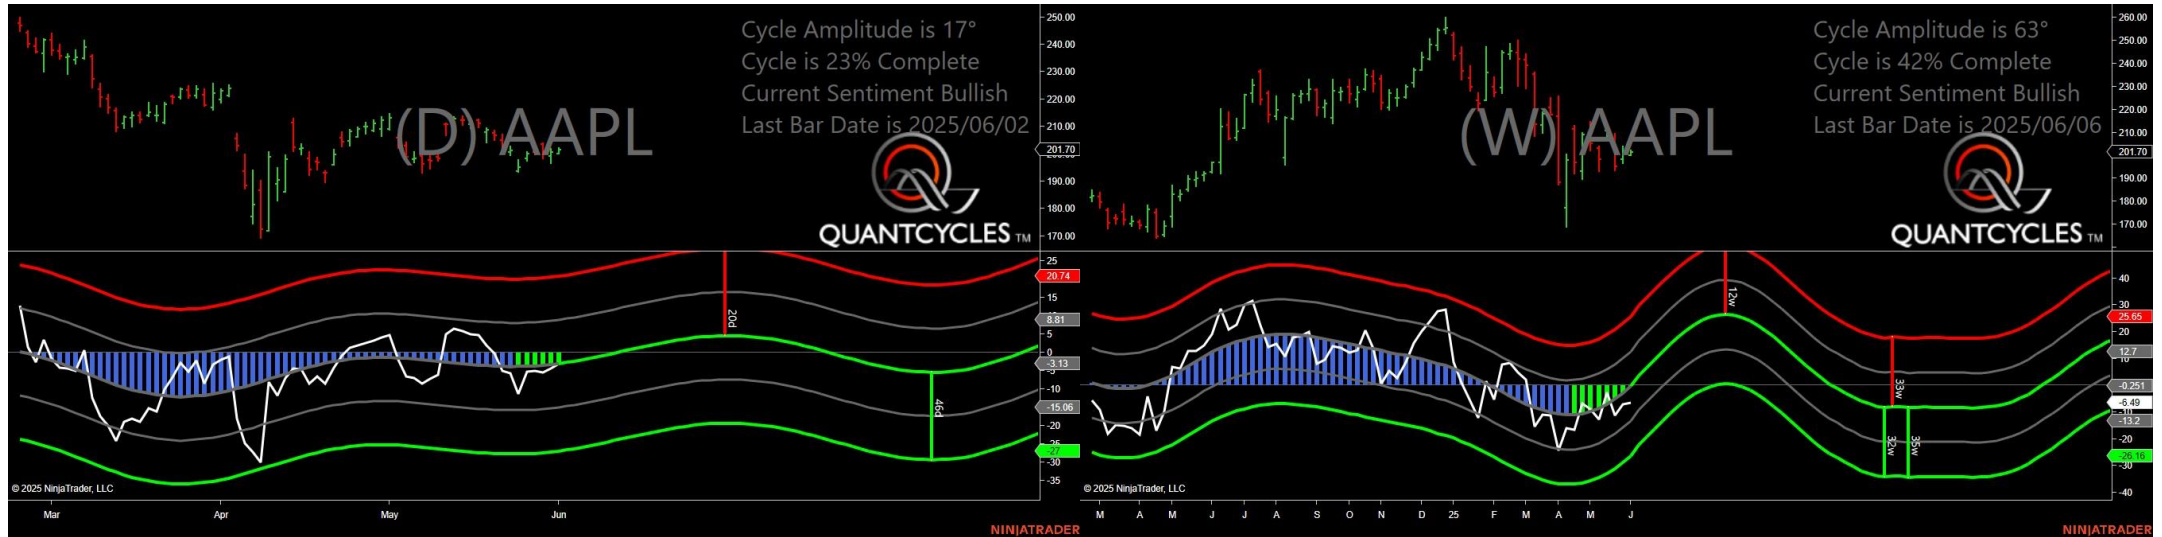 Cycle Amplitude is 17°
Cycle is 23% Complete
Current Sentiment Bullish
Last Bar Date is 2025/06/02
(D) AAPL
QUANTCYCLES TM
250.00
240.00
230.00
220.00
210.00
201.70
190.00
180.00
170.00
25
20.74
15
8.81
5
0
-3.13
-10
-15.06
-20
-27
-30
-35
20d
46d
© 2025 NinjaTrader, LLC
Mar Apr May Jun
NINJATRADER
Cycle Amplitude is 63°
Cycle is 42% Complete
Current Sentiment Bullish
Last Bar Date is 2025/06/06
(W) AAPL
QUANTCYCLES TM
260.00
250.00
240.00
230.00
220.00
210.00
201.70
190.00
180.00
170.00
40
30
25.65
20
12.7
-0.251
-6.49
-13.2
-20
-26.16
-30
-40
12w
33w
32w
35w
© 2025 NinjaTrader, LLC
M A M J J A S O N D 25 F M A M J
NINJATRADER